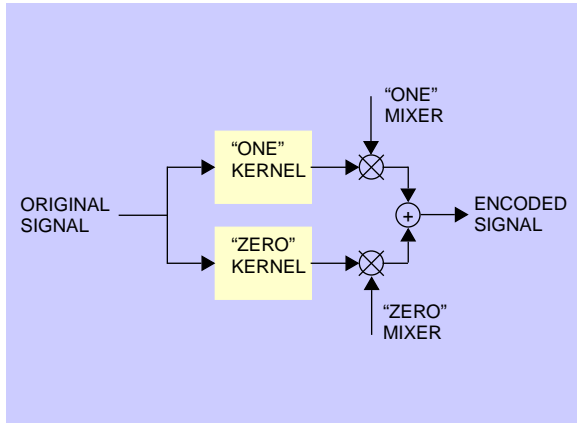 “ONE”
MIXER
“ONE”
KERNEL
ORIGINAL
SIGNAL
ENCODED
SIGNAL
+
“ZERO”
KERNEL
“ZERO”
MIXER